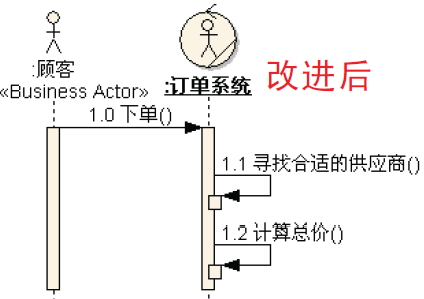 :顾客
«Business Actor»
:订单系统
改进后
1.0 下单()
1.1 寻找合适的供应商()
1.2 计算总价()